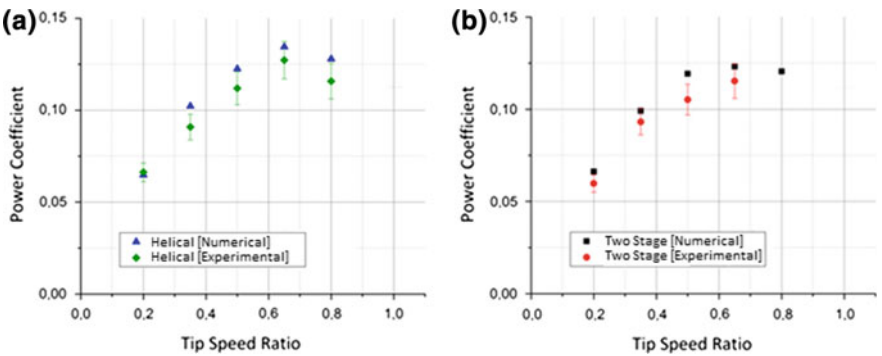 (a)
Power Coefficient
0,15
0,10
0,05
0,00
Helical [Numerical]
Helical [Experimental]
0,0 0,2 0,4 0,6 0,8 1,0
Tip Speed Ratio
(b)
Power Coefficient
0,15
0,10
0,05
0,00
Two Stage [Numerical]
Two Stage [Experimental]
0,0 0,2 0,4 0,6 0,8 1,0
Tip Speed Ratio